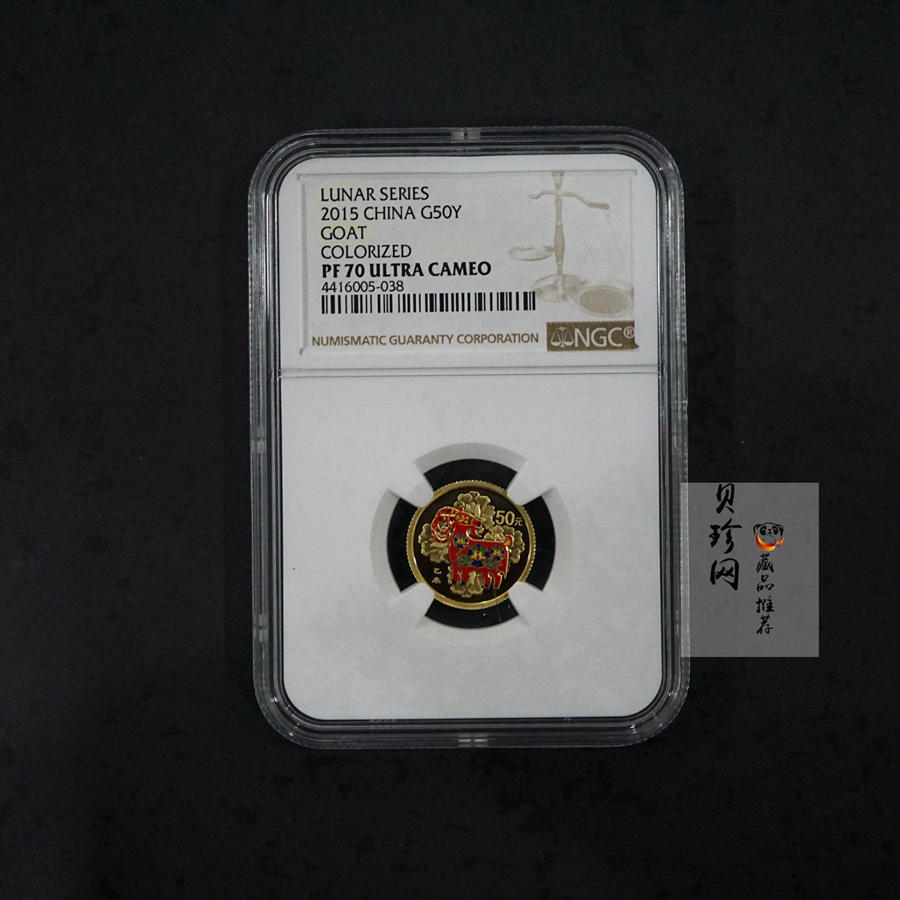 LUNAR SERIES
2015 CHINA G50Y
GOAT
COLORIZED
PF 70 ULTRA CAMEO
4416005-038
NUMISMATIC GUARANTY CORPORATION
NGC®
50元
乙未
贝珍网
藏品推荐